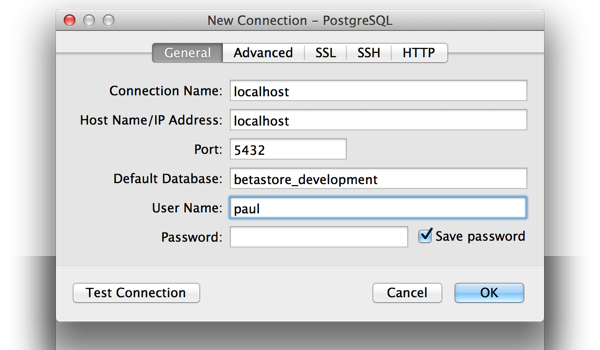 New Connection – PostgreSQL
General Advanced SSL SSH HTTP
Connection Name: localhost
Host Name/IP Address: localhost
Port: 5432
Default Database: betastore_development
User Name: paul
Password: Save password
Test Connection Cancel OK